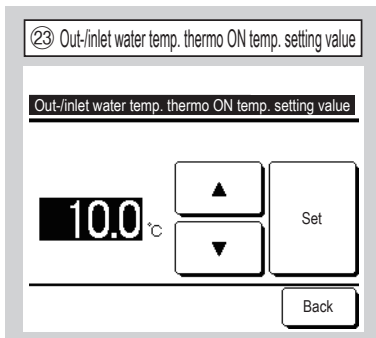 ㉓ Out-/inlet water temp. thermo ON temp. setting value
Out-/inlet water temp. thermo ON temp. setting value
10.0 °C
▲
▼
Set
Back